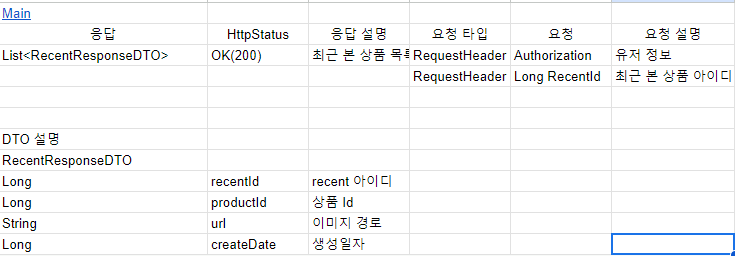 Main
응답 HttpStatus 응답 설명 요청 타입 요청 요청 설명
List<RecentResponseDTO> OK(200) 최근 본 상품 목록 RequestHeader Authorization 유저 정보
RequestHeader Long RecentId 최근 본 상품 아이디
DTO 설명
RecentResponseDTO
Long recentId recent 아이디
Long productId 상품 Id
String url 이미지 경로
Long createDate 생성일자